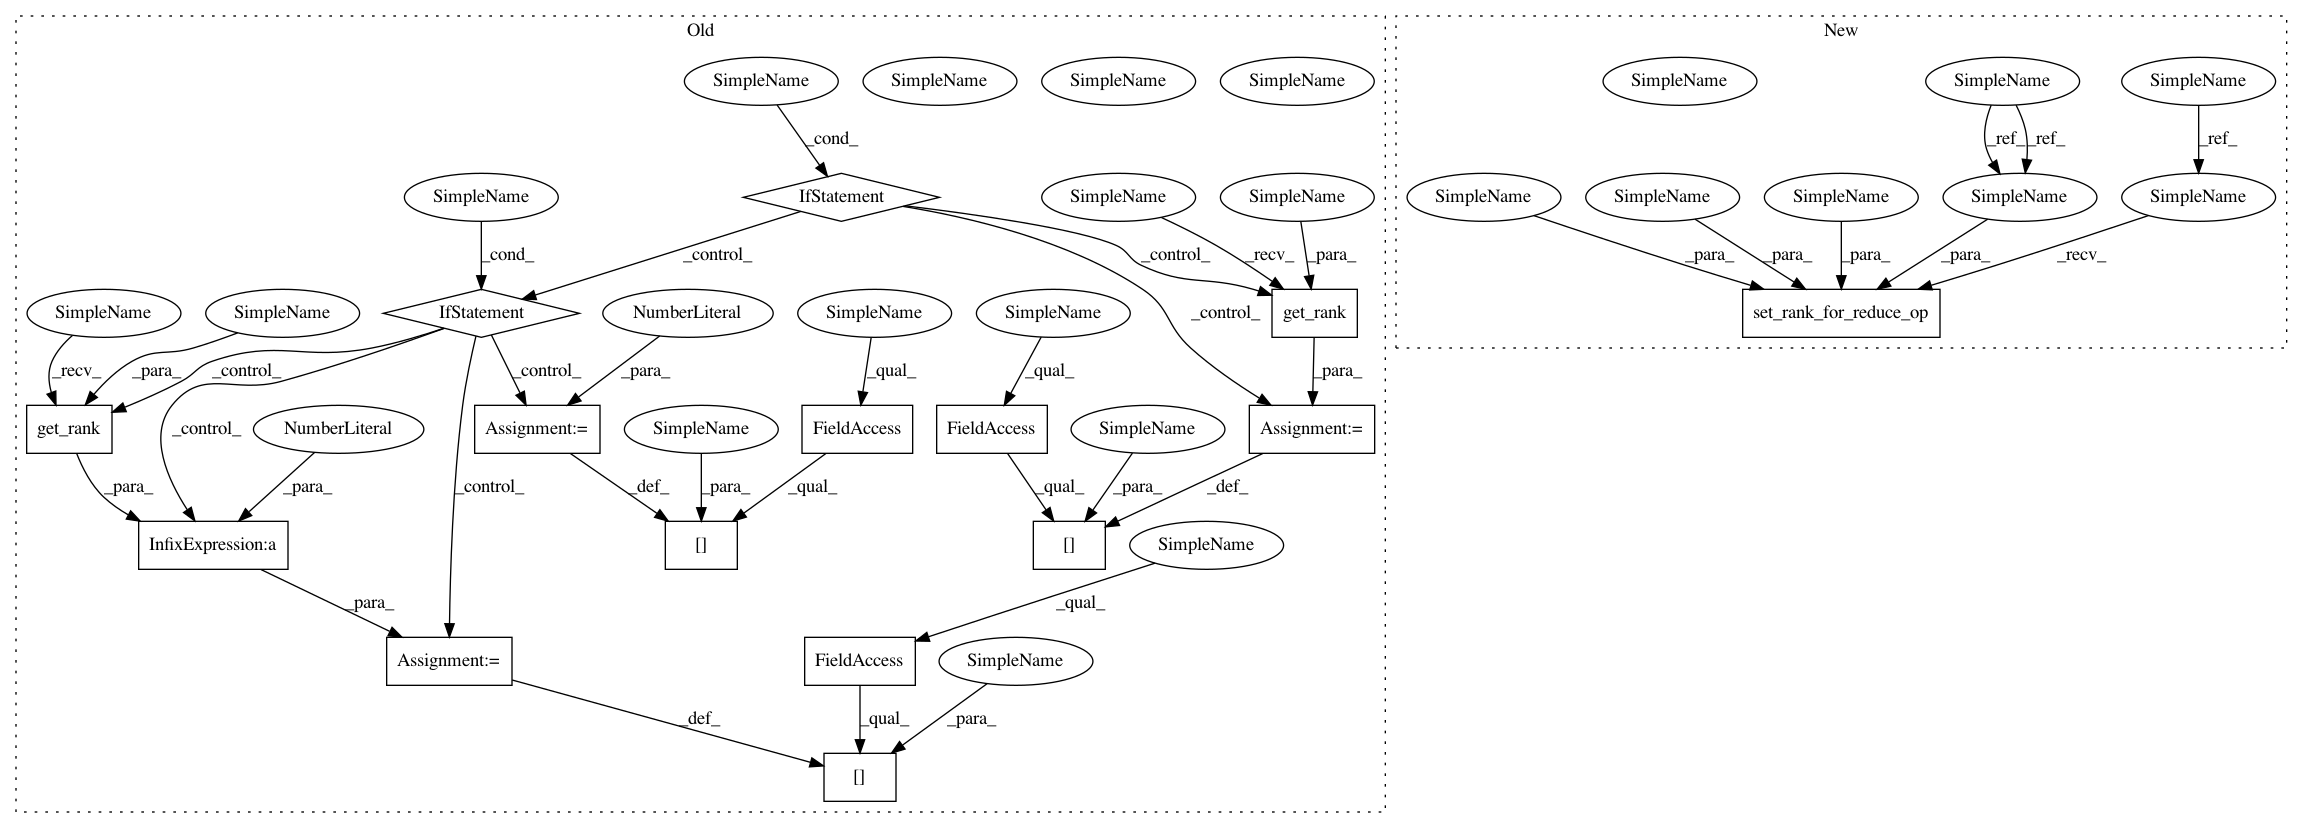 Old
New
SimpleName
SimpleName
SimpleName
SimpleName
SimpleName
SimpleName
SimpleName
_cond_
_ref_
_ref_
_ref_
SimpleName
IfStatement
SimpleName
SimpleName
SimpleName
SimpleName
SimpleName
SimpleName
SimpleName
_cond_
_control_
_control_
_recv_
_para_
_para_
_para_
_para_
_para_
_recv_
SimpleName
SimpleName
IfStatement
NumberLiteral
SimpleName
SimpleName
_control_
get_rank
set_rank_for_reduce_op
_recv_
_para_
_control_
_control_
_para_
_qual_
_qual_
_para_
get_rank
_control_
NumberLiteral
Assignment:=
SimpleName
FieldAccess
FieldAccess
SimpleName
Assignment:=
_para_
_para_
_control_
_def_
_para_
_qual_
_qual_
_para_
_def_
InfixExpression:a
[]
[]
SimpleName
_para_
_qual_
Assignment:=
FieldAccess
SimpleName
_def_
_qual_
_para_
[]